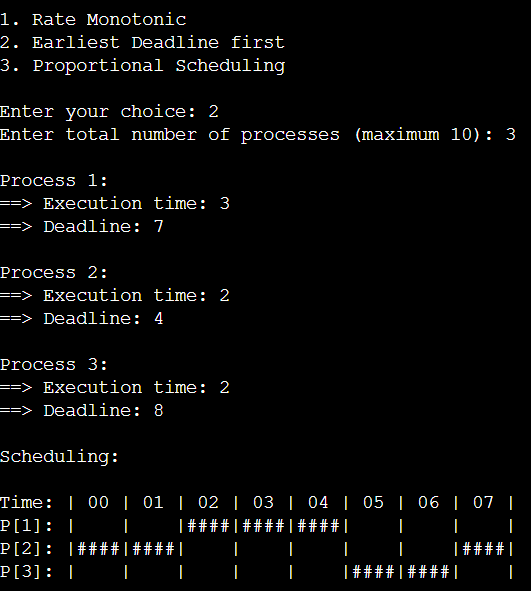 1. Rate Monotonic
2. Earliest Deadline first
3. Proportional Scheduling
Enter your choice: 2
Enter total number of processes (maximum 10): 3
Process 1:
==> Execution time: 3
==> Deadline: 7
Process 2:
==> Execution time: 2
==> Deadline: 4
Process 3:
==> Execution time: 2
==> Deadline: 8
Scheduling:
Time: | 00 | 01 | 02 | 03 | 04 | 05 | 06 | 07 |
P[1]: |    |    |####|####|####|    |    |    |
P[2]: |####|####|    |    |    |    |    |####|
P[3]: |    |    |    |    |    |####|####|    |